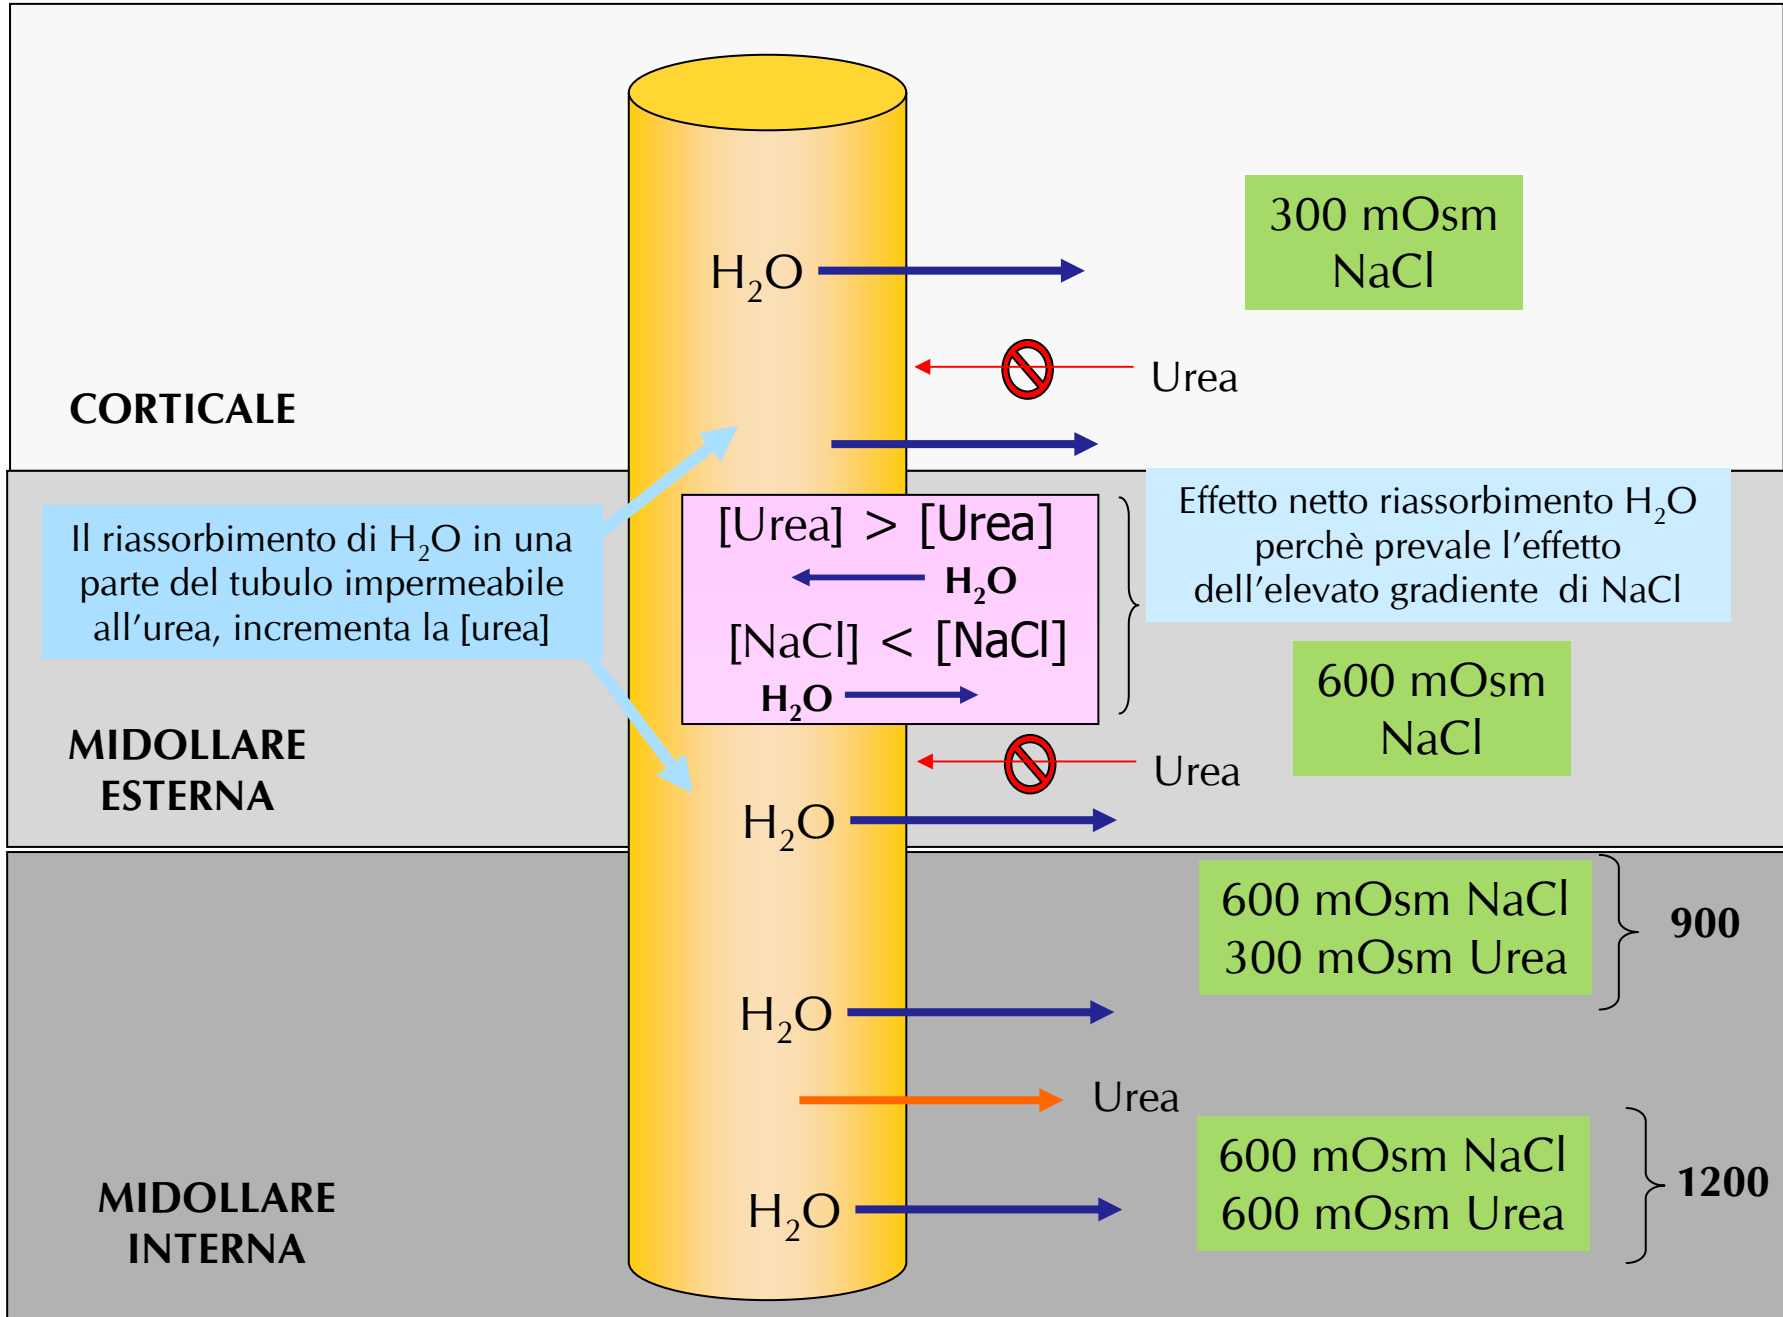 H₂O
300 mOsm
NaCl
Urea
CORTICALE
Il riassorbimento di H₂O in una
parte del tubulo impermeabile
all'urea, incrementa la [urea]
[Urea] > [Urea]
H₂O
[NaCl] < [NaCl]
H₂O
Effetto netto riassorbimento H₂O
perchè prevale l'effetto
dell'elevato gradiente di NaCl
600 mOsm
NaCl
MIDOLLARE
ESTERNA
Urea
H₂O
600 mOsm NaCl
300 mOsm Urea
900
H₂O
Urea
600 mOsm NaCl
600 mOsm Urea
1200
H₂O
MIDOLLARE
INTERNA